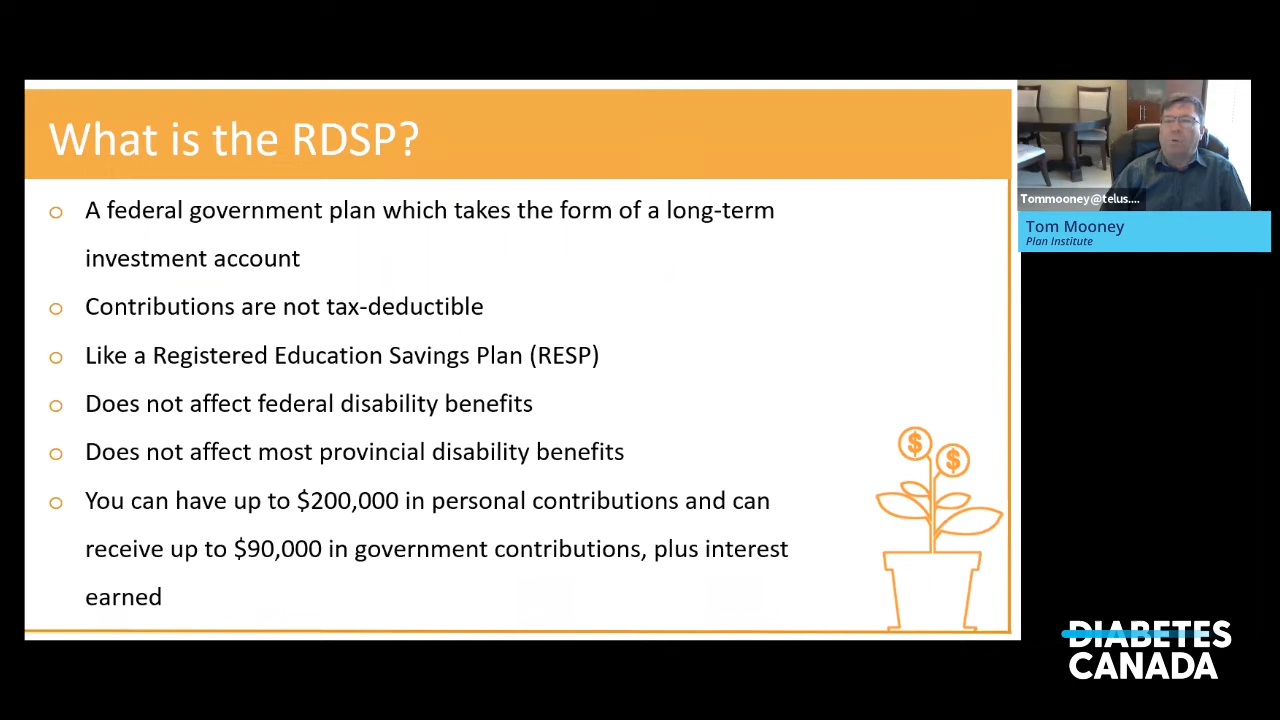 What is the RDSP?
o A federal government plan which takes the form of a long-term
investment account
o Contributions are not tax-deductible
o Like a Registered Education Savings Plan (RESP)
o Does not affect federal disability benefits
o Does not affect most provincial disability benefits
o You can have up to $200,000 in personal contributions and can
receive up to $90,000 in government contributions, plus interest
earned
$ $
Tommooney@telus....
Tom Mooney
Plan Institute
DIABETES
CANADA